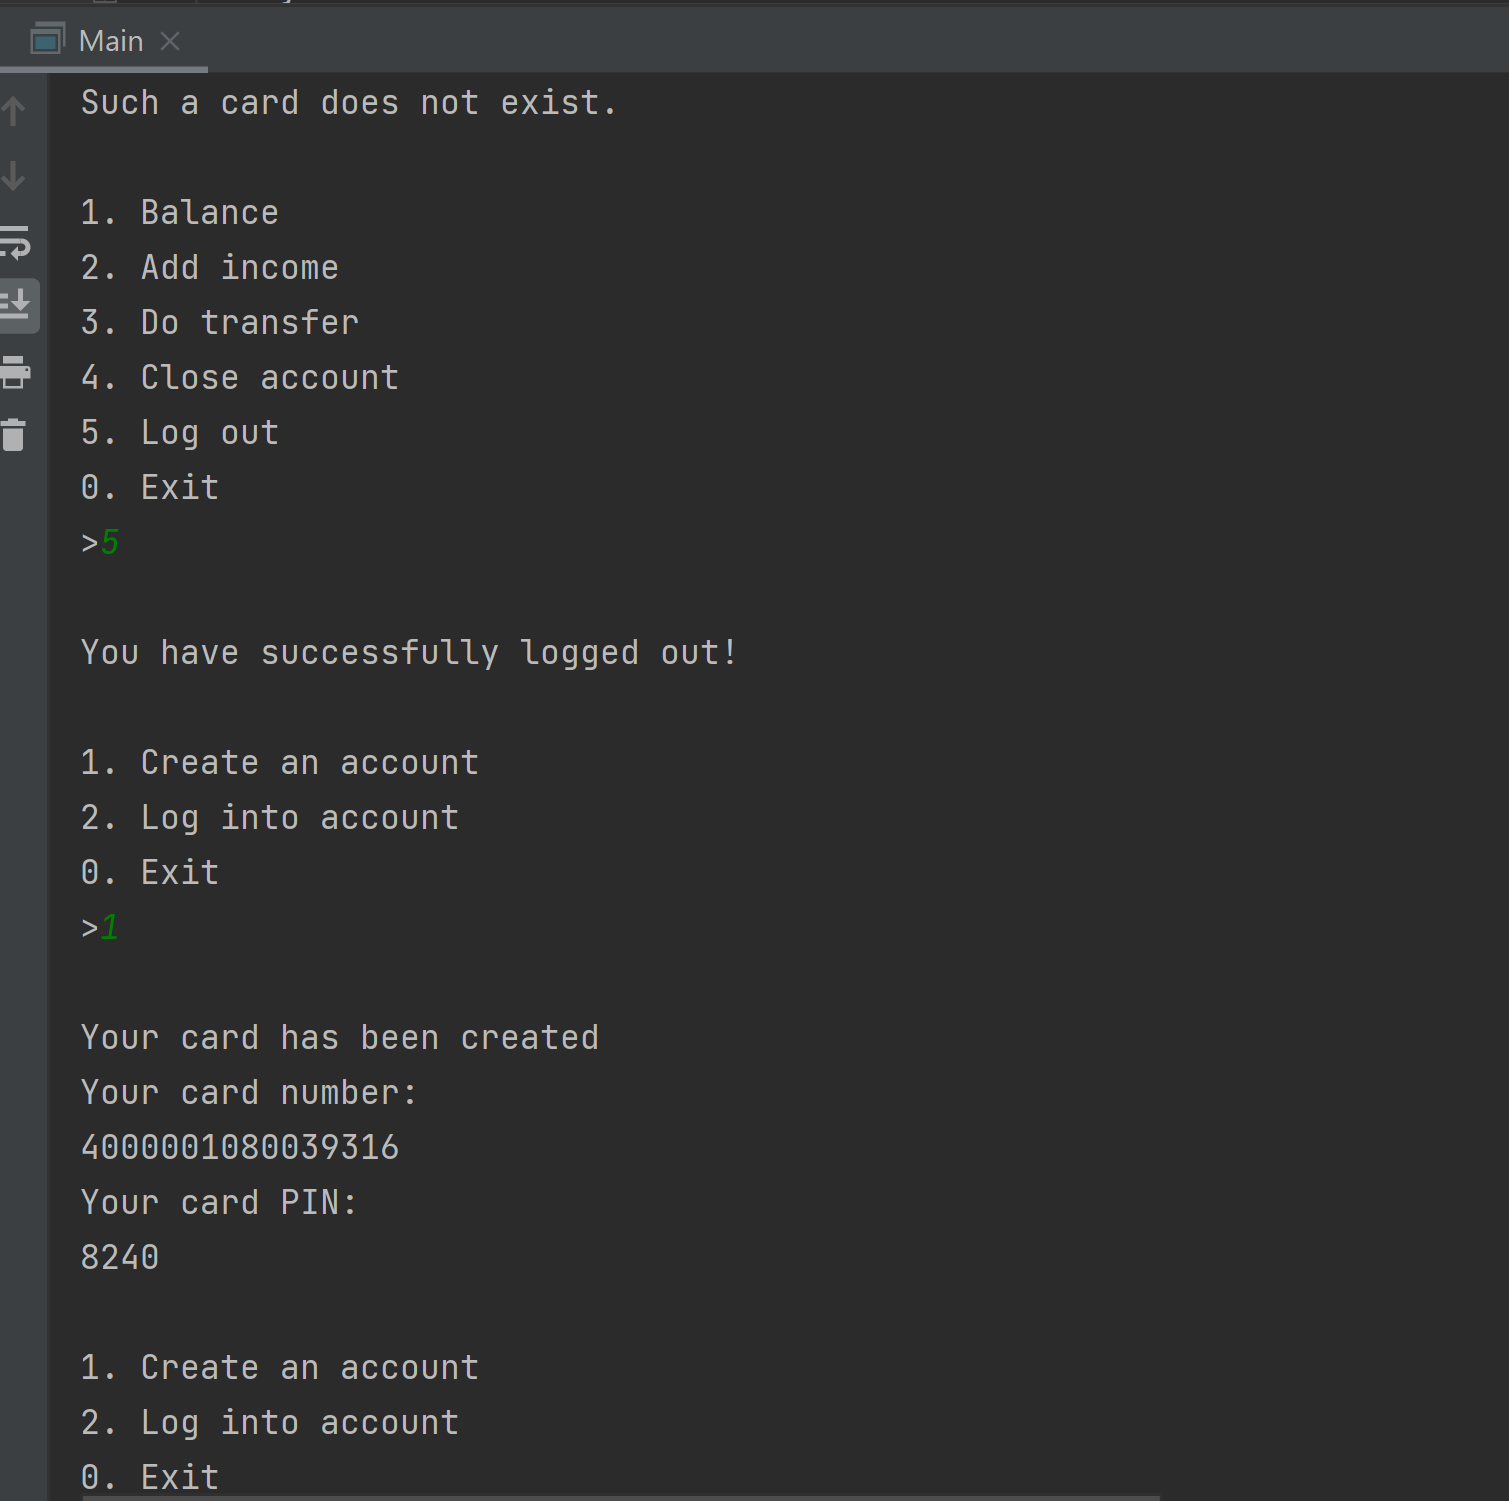 Main
Such a card does not exist.
1. Balance
2. Add income
3. Do transfer
4. Close account
5. Log out
0. Exit
>5
You have successfully logged out!
1. Create an account
2. Log into account
0. Exit
>1
Your card has been created
Your card number:
4000001080039316
Your card PIN:
8240
1. Create an account
2. Log into account
0. Exit